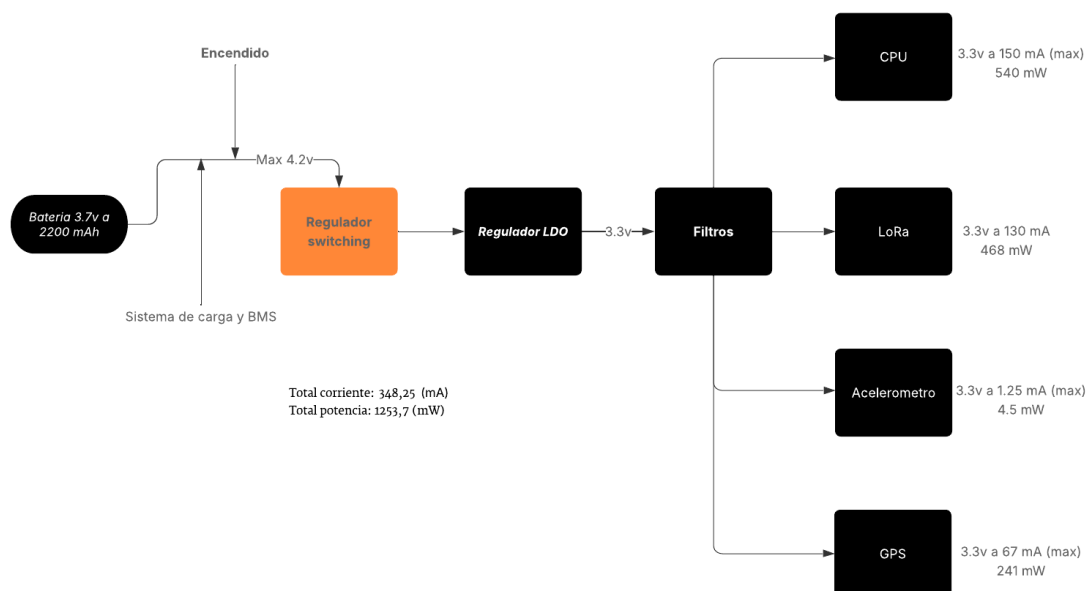 Encendido
Max 4.2v
Bateria 3.7v a
2200 mAh
Regulador
switching
Regulador LDO
3.3v
Filtros
Sistema de carga y BMS
Total corriente: 348,25 (mA)
Total potencia: 1253,7 (mW)
CPU
3.3v a 150 mA (max)
540 mW
LoRa
3.3v a 130 mA
468 mW
Acelerometro
3.3v a 1.25 mA (max)
4.5 mW
GPS
3.3v a 67 mA (max)
241 mW